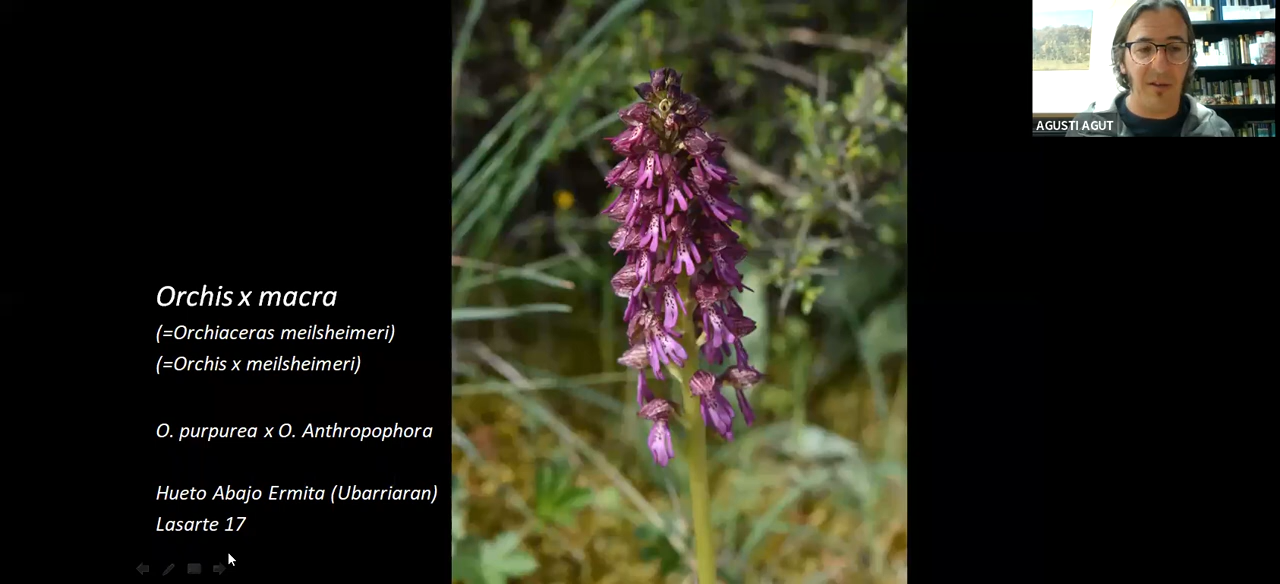 AGUSTI AGUT
Orchis x macra
(=Orchiaceras meilsheimeri)
(=Orchis x meilsheimeri)
O. purpurea x O. Anthropophora
Hueto Abajo Ermita (Ubarriaran)
Lasarte 17